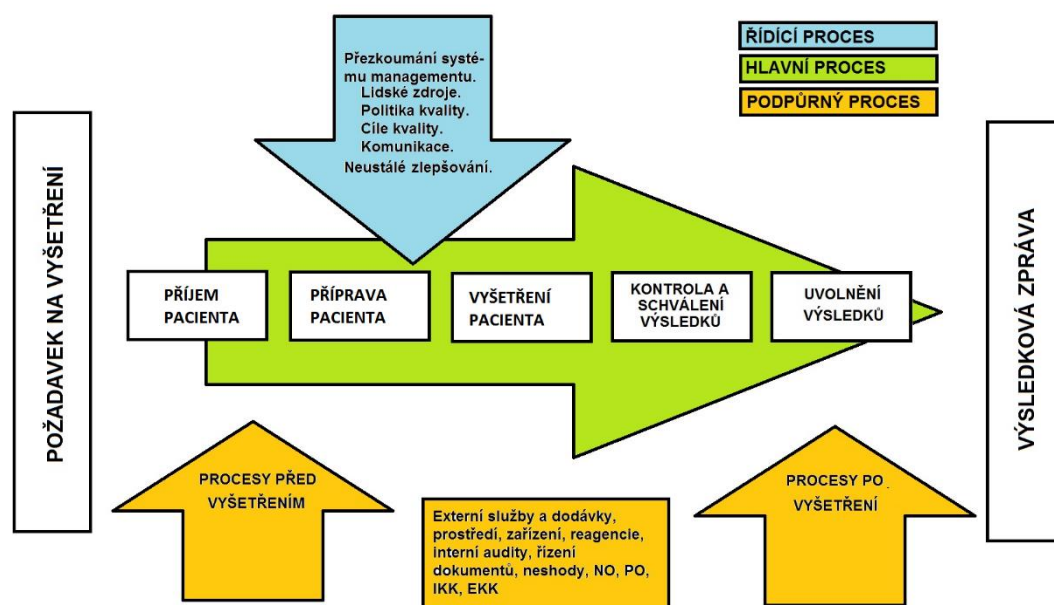 Přezkoumání systé-
mu managementu.
Lidské zdroje.
Politika kvality.
Cíle kvality.
Komunikace.
Neustálé zlepšování.
ŘÍDÍCÍ PROCES
HLAVNÍ PROCES
PODPŮRNÝ PROCES
POŽADAVEK NA VYŠETŘENÍ
PŘÍJEM
PACIENTA
PŘÍPRAVA
PACIENTA
VYŠETŘENÍ
PACIENTA
KONTROLA A
SCHVÁLENÍ
VÝSLEDKŮ
UVOLNĚNÍ
VÝSLEDKŮ
VÝSLEDKOVÁ ZPRÁVA
PROCESY PŘED
VYŠETŘENÍM
Externí služby a dodávky,
prostředí, zařízení, reagencie,
interní audity, řízení
dokumentů, neshody, NO, PO,
IKK, EKK
PROCESY PO .
VYŠETŘENÍ